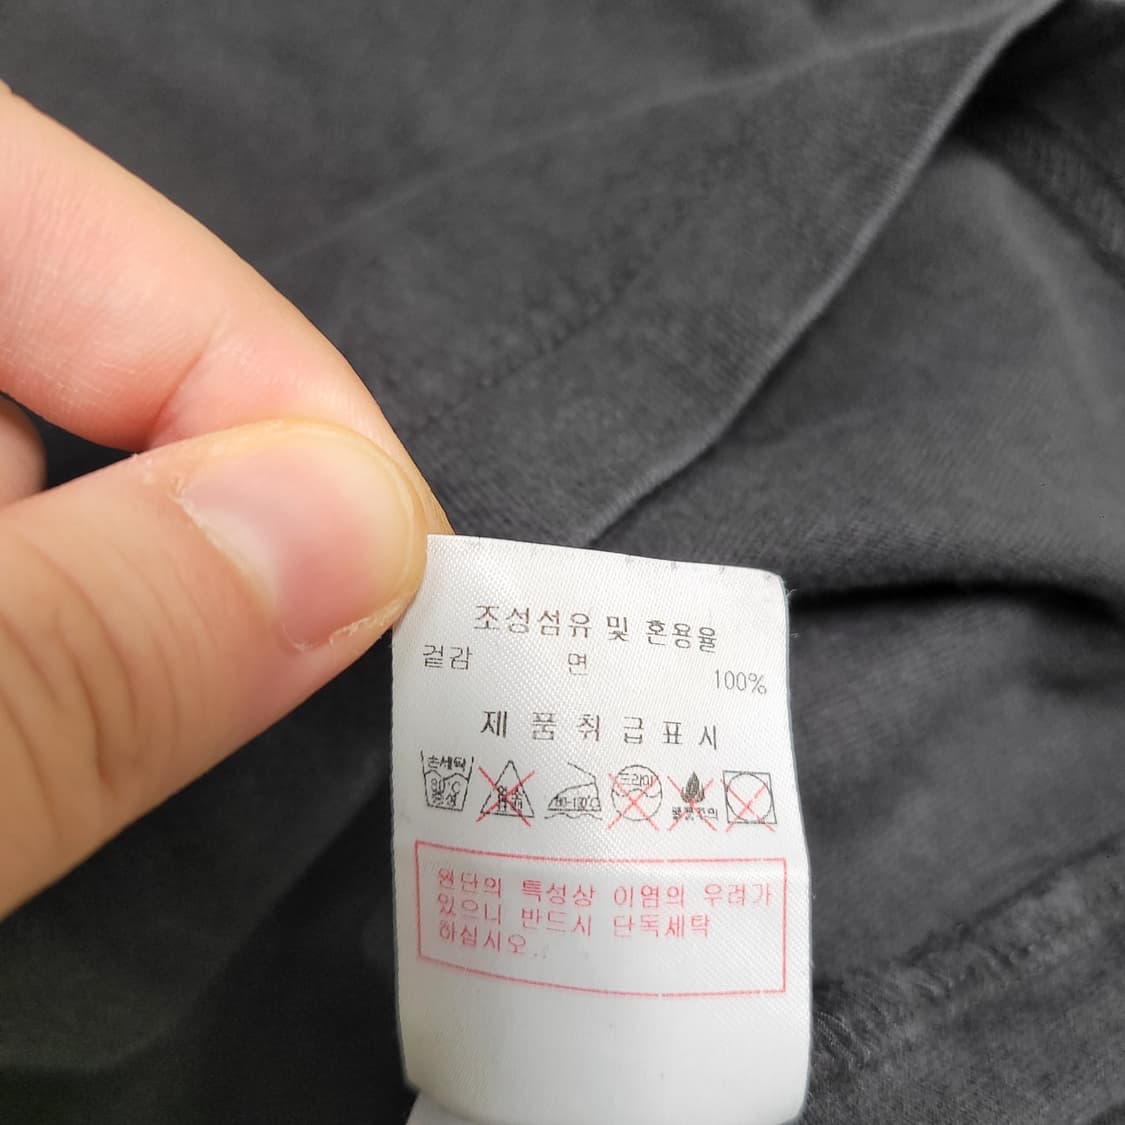 조성섬유 및 혼용율
겉감 면 100%
제 품 취 급 표 시
손세탁
중성
드라이
원단의 특성상 이염의 우려가
있으니 반드시 단독세탁
하십시오..